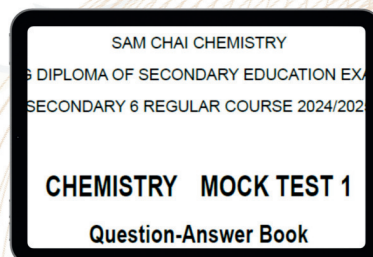 SAM CHAI CHEMISTRY
G DIPLOMA OF SECONDARY EDUCATION EXA
SECONDARY 6 REGULAR COURSE 2024/202
CHEMISTRY MOCK TEST 1
Question-Answer Book